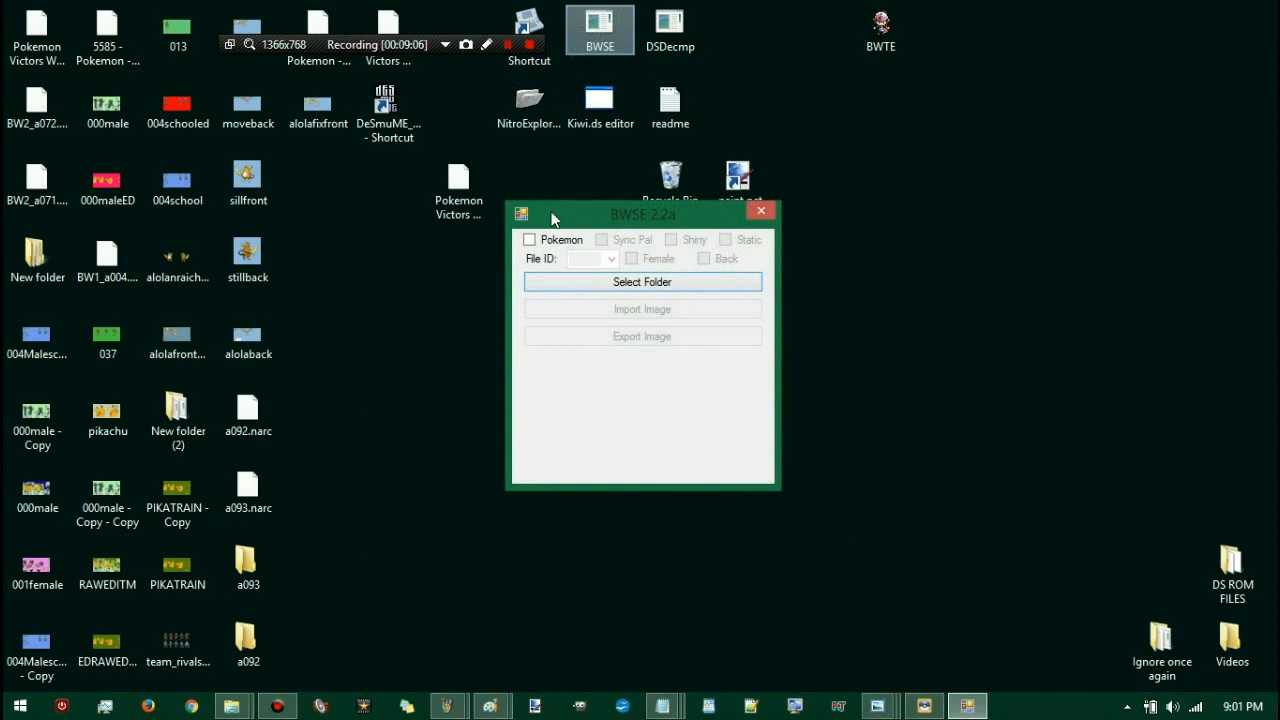 Pokemon
Victors W...
5585 -
Pokemon -...
013
1366x768
Recording [00:09:06]
Pokemon -...
Victors ...
Shortcut
BWSE
DSDecmp
BWTE
BW2_a072....
000male
004schooled
moveback
alolafixfront
DeSmuME_...
- Shortcut
NitroExplor...
Kiwi.ds editor
readme
BW2_a071....
000maleED
004school
sillfront
Pokemon
Victors ...
Recycle Bin
paint.net
BWSE 2.2a
Pokemon
Sync Pal
Shiny
Static
File ID:
Female
Back
Select Folder
Import Image
Export Image
New folder
BW1_a004....
alolanraich...
stillback
004Malesc...
037
alolafront...
alolaback
000male -
Copy
pikachu
New folder
(2)
a092.narc
000male
000male -
Copy - Copy
PIKATRAIN -
Copy
a093.narc
001female
RAWEDITM
PIKATRAIN
a093
DS ROM
FILES
004Malesc...
- Copy
EDRAWED...
team_rivals...
a092
Ignore once
again
Videos
9:01 PM